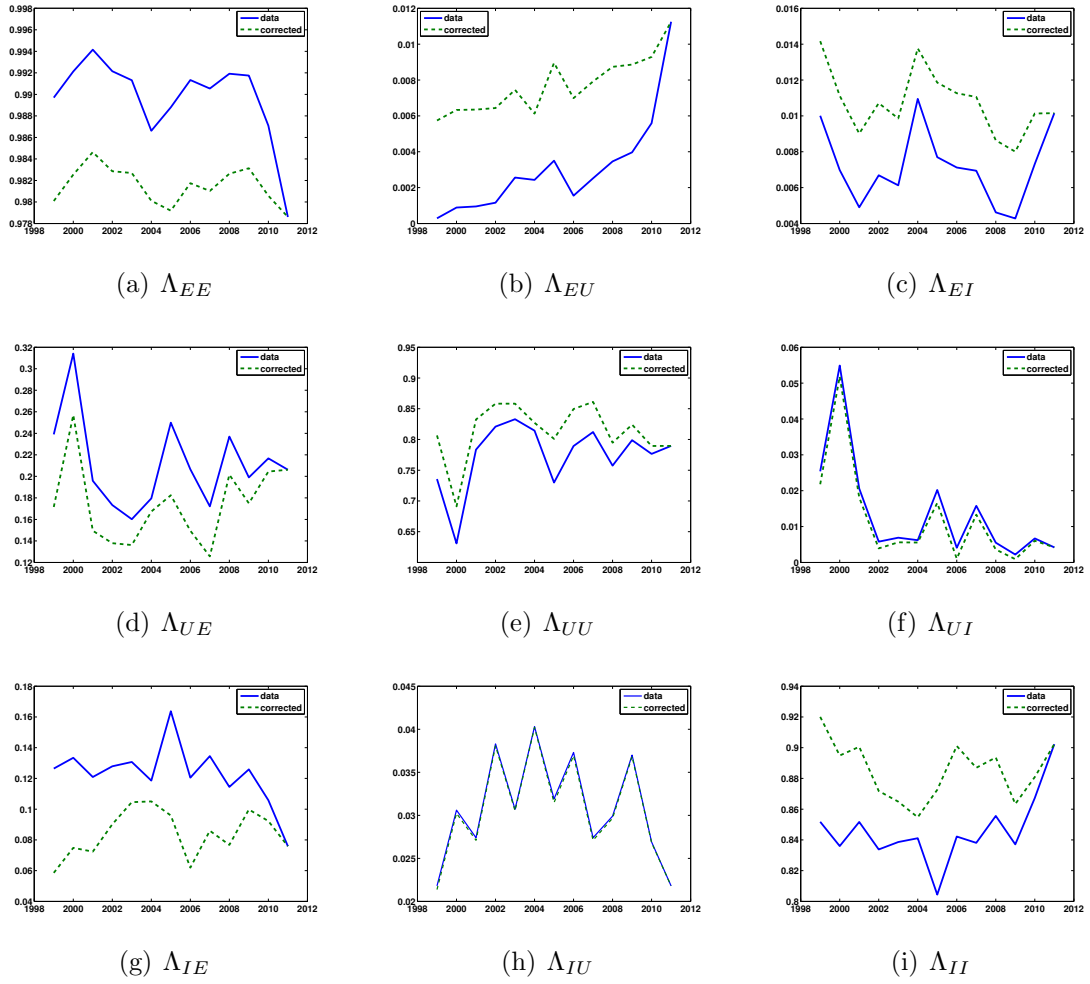 0.998
0.994
0.99
0.986
0.984
0.98
0.978
1998 2000 2002 2004 2006 2008 2010 2012
data
corrected
(a) Λ_EE
0.012
0.01
0.008
0.006
0.004
0.002
0
1998 2000 2002 2004 2006 2008 2010 2012
data
corrected
(b) Λ_EU
0.016
0.014
0.012
0.01
0.008
0.006
0.004
1998 2000 2002 2004 2006 2008 2010 2012
data
corrected
(c) Λ_EI
0.32
0.3
0.28
0.26
0.24
0.22
0.2
0.18
0.16
0.14
0.12
1998 2000 2002 2004 2006 2008 2010 2012
data
corrected
(d) Λ_UE
0.95
0.9
0.85
0.8
0.75
0.7
0.65
1998 2000 2002 2004 2006 2008 2010 2012
data
corrected
(e) Λ_UU
0.06
0.05
0.04
0.03
0.02
0.01
0
1998 2000 2002 2004 2006 2008 2010 2012
data
corrected
(f) Λ_UI
0.18
0.16
0.14
0.12
0.1
0.08
0.06
0.04
1998 2000 2002 2004 2006 2008 2010 2012
data
corrected
(g) Λ_IE
0.045
0.04
0.035
0.03
0.025
0.02
1998 2000 2002 2004 2006 2008 2010 2012
data
corrected
(h) Λ_IU
0.94
0.92
0.9
0.88
0.86
0.84
0.82
0.8
1998 2000 2002 2004 2006 2008 2010 2012
data
corrected
(i) Λ_II